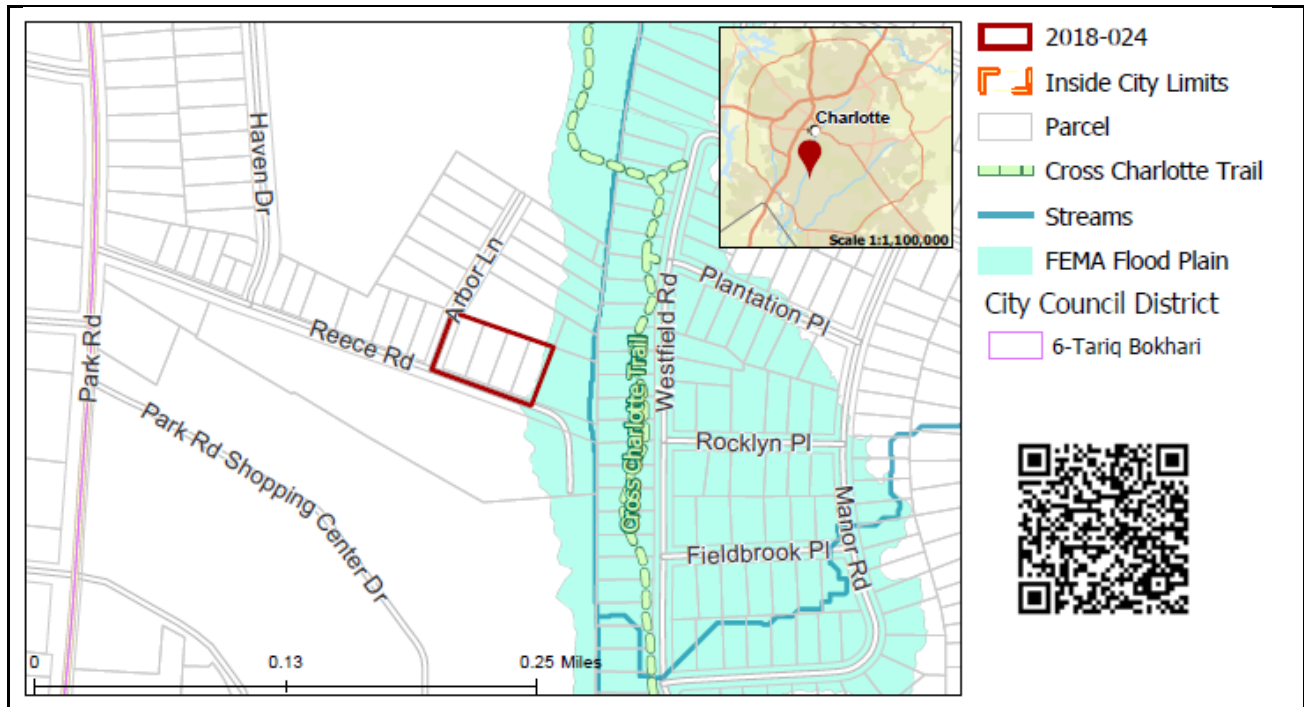 Haven Dr
Arbor Ln
Reece Rd
Park Rd
Park Rd Shopping Center Dr
Cross Charlotte Trail
Westfield Rd
Plantation Pl
Rocklyn Pl
Manor Rd
Fieldbrook Pl
0
0.13
0.25 Miles
Charlotte
Scale 1:1,100,000
2018-024
Inside City Limits
Parcel
Cross Charlotte Trail
Streams
FEMA Flood Plain
City Council District
6-Tariq Bokhari